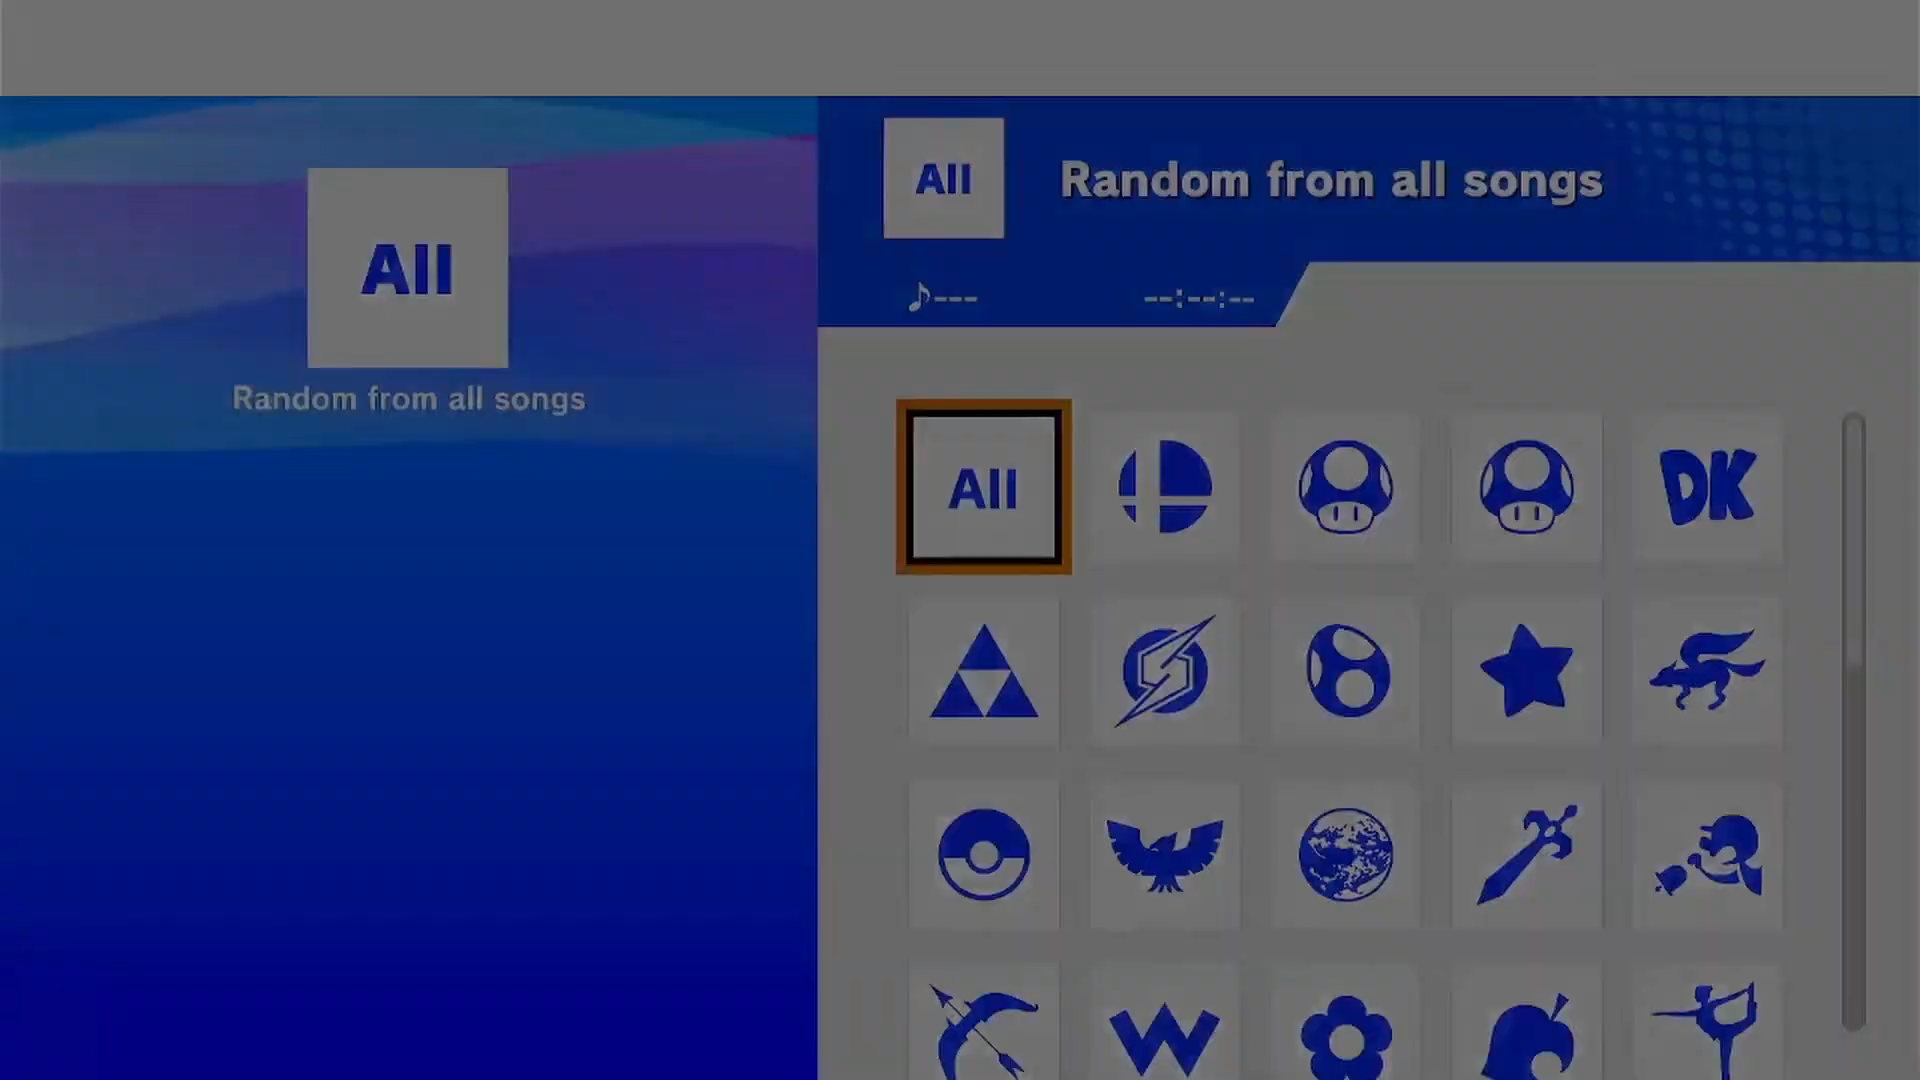 All
Random from all songs
All
Random from all songs
♪--- --:--:--
All
DK
W